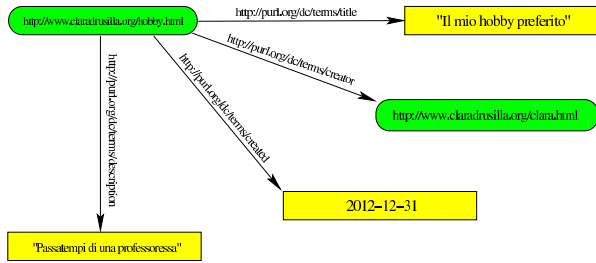 http://www.claradrusilla.org/hobby.html
http://purl.org/dc/terms/title
"Il mio hobby preferito"
http://purl.org/dc/terms/creator
http://www.claradrusilla.org/clara.html
http://purl.org/dc/terms/created
2012-12-31
http://purl.org/dc/terms/description
"Passatempi di una professoressa"